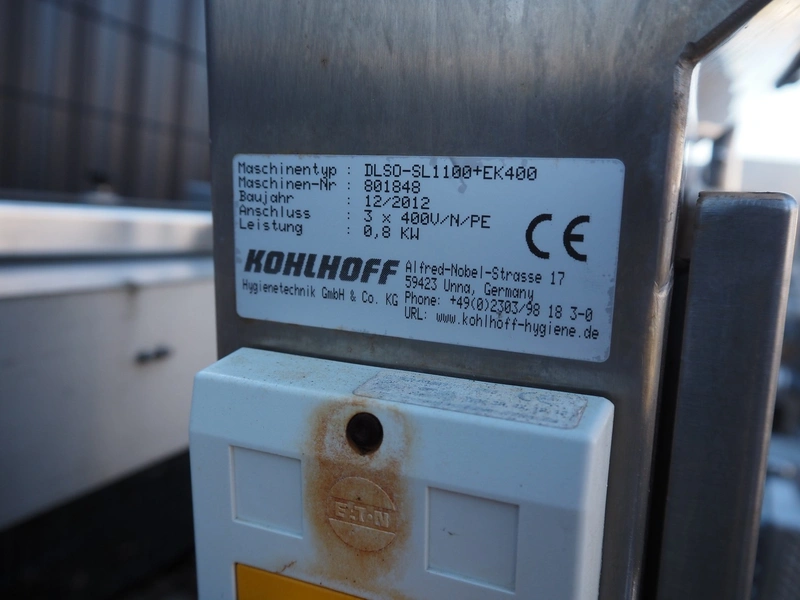 Maschinentyp : DLSO-SL1100+EK400
Maschinen-Nr : 801848
Baujahr : 12/2012
Anschluss : 3 x 400V/N/PE
Leistung : 0,8 KW
CE
KOHLHOFF
Hygienetechnik GmbH & Co. KG
Alfred-Nobel-Strasse 17
59423 Unna, Germany
Phone: +49(0)2303/98 18 3-0
URL: www.kohlhoff-hygiene.de
E·T·N